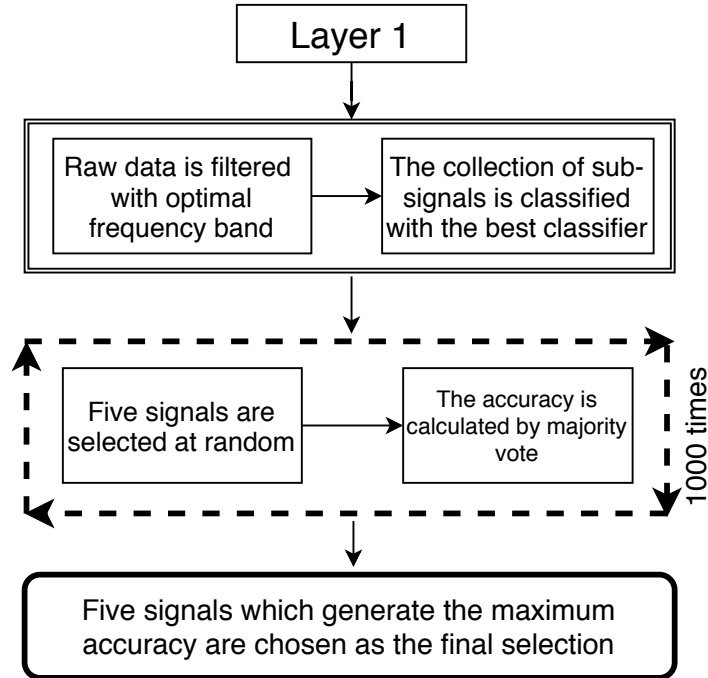 Layer 1
Raw data is filtered
with optimal
frequency band
The collection of sub-
signals is classified
with the best classifier
Five signals are
selected at random
The accuracy is
calculated by majority
vote
1000 times
Five signals which generate the maximum
accuracy are chosen as the final selection